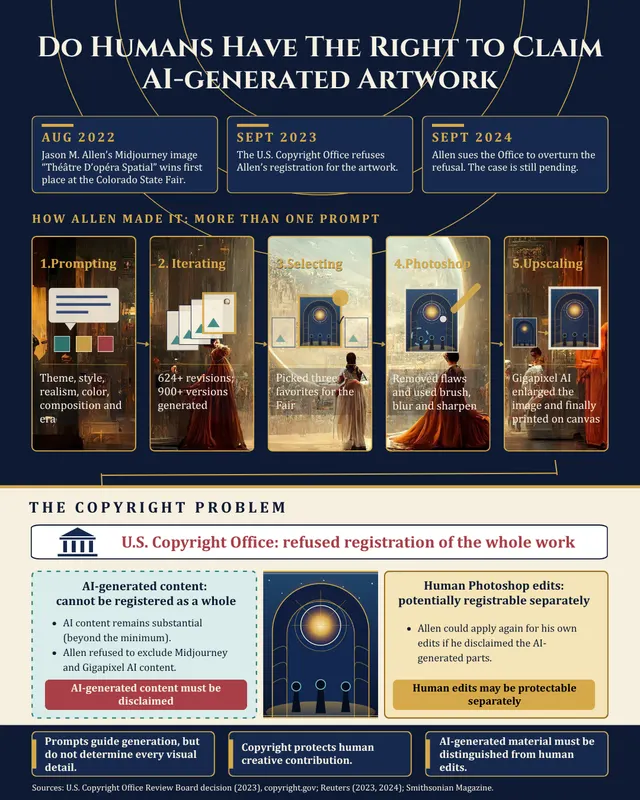 Do Humans Have The Right to Claim
AI-generated Artwork
AUG 2022
Jason M. Allen's Midjourney image
"Théâtre D'opéra Spatial" wins first
place at the Colorado State Fair.
SEPT 2023
The U.S. Copyright Office refuses
Allen's registration for the artwork.
SEPT 2024
Allen sues the Office to overturn the
refusal. The case is still pending.
HOW ALLEN MADE IT: MORE THAN ONE PROMPT
1.Prompting
Theme, style,
realism, color,
composition and
era
2. Iterating
624+ revisions;
900+ versions
generated
3.Selecting
Picked three
favorites for the
Fair
4.Photoshop
Removed flaws
and used brush,
blur and sharpen
5.Upscaling
Gigapixel AI
enlarged the
image and finally
printed on canvas
THE COPYRIGHT PROBLEM
U.S. Copyright Office: refused registration of the whole work
AI-generated content:
cannot be registered as a whole
• AI content remains substantial
(beyond the minimum).
• Allen refused to exclude Midjourney
and Gigapixel AI content.
AI-generated content must be
disclaimed
Human Photoshop edits:
potentially registrable separately
• Allen could apply again for his own
edits if he disclaimed the AI-
generated parts.
Human edits may be protectable
separately
Prompts guide generation, but
do not determine every visual
detail.
Copyright protects human
creative contribution.
AI-generated material must be
distinguished from human
edits.
Sources: U.S. Copyright Office Review Board decision (2023), copyright.gov; Reuters (2023, 2024); Smithsonian Magazine.